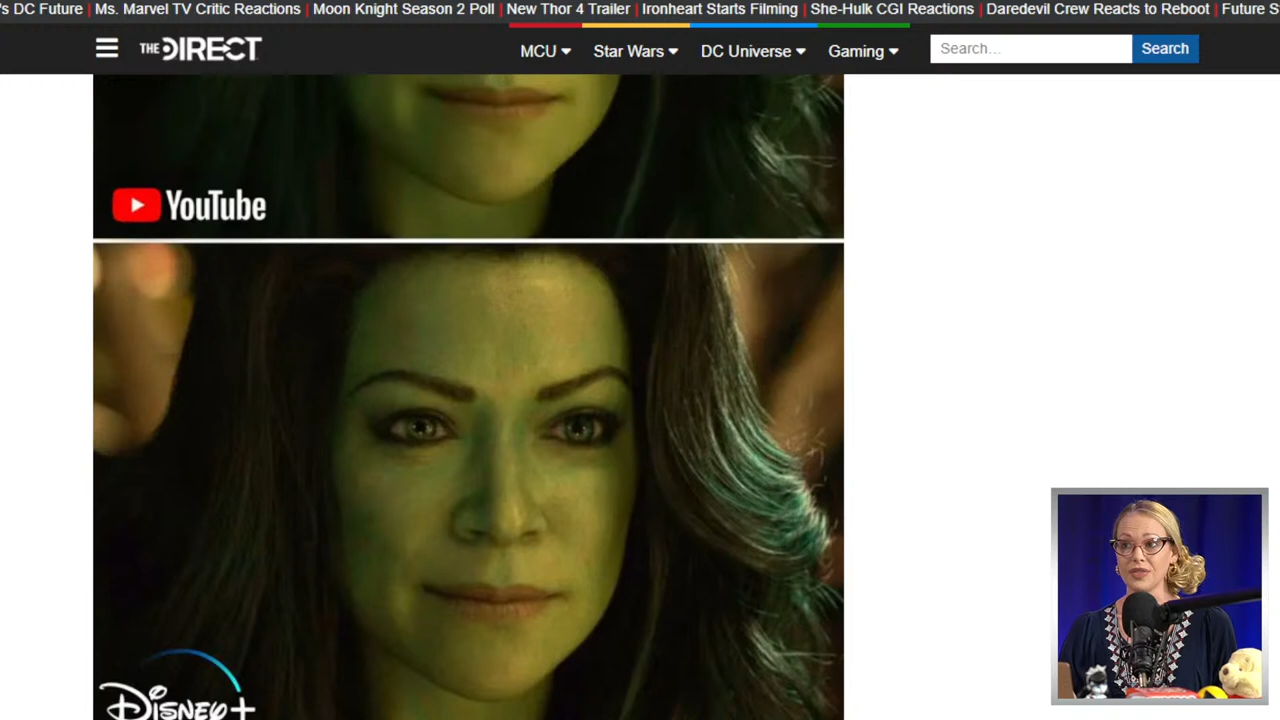 's DC Future | Ms. Marvel TV Critic Reactions | Moon Knight Season 2 Poll | New Thor 4 Trailer | Ironheart Starts Filming | She-Hulk CGI Reactions | Daredevil Crew Reacts to Reboot | Future S
THE DIRECT MCU Star Wars DC Universe Gaming Search... Search
YouTube
Disney+